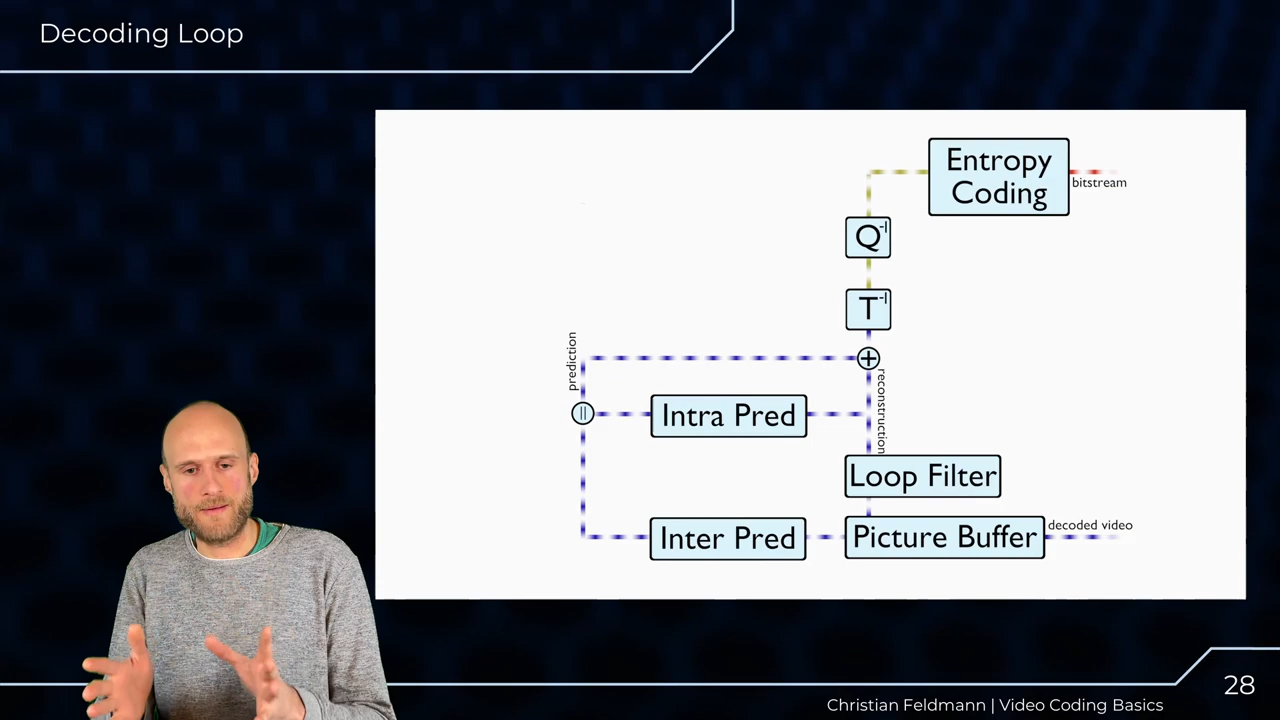 Decoding Loop
Entropy
Coding
bitstream
Q-1
T-1
prediction
reconstruction
Intra Pred
Loop Filter
Inter Pred
Picture Buffer
decoded video
28
Christian Feldmann | Video Coding Basics